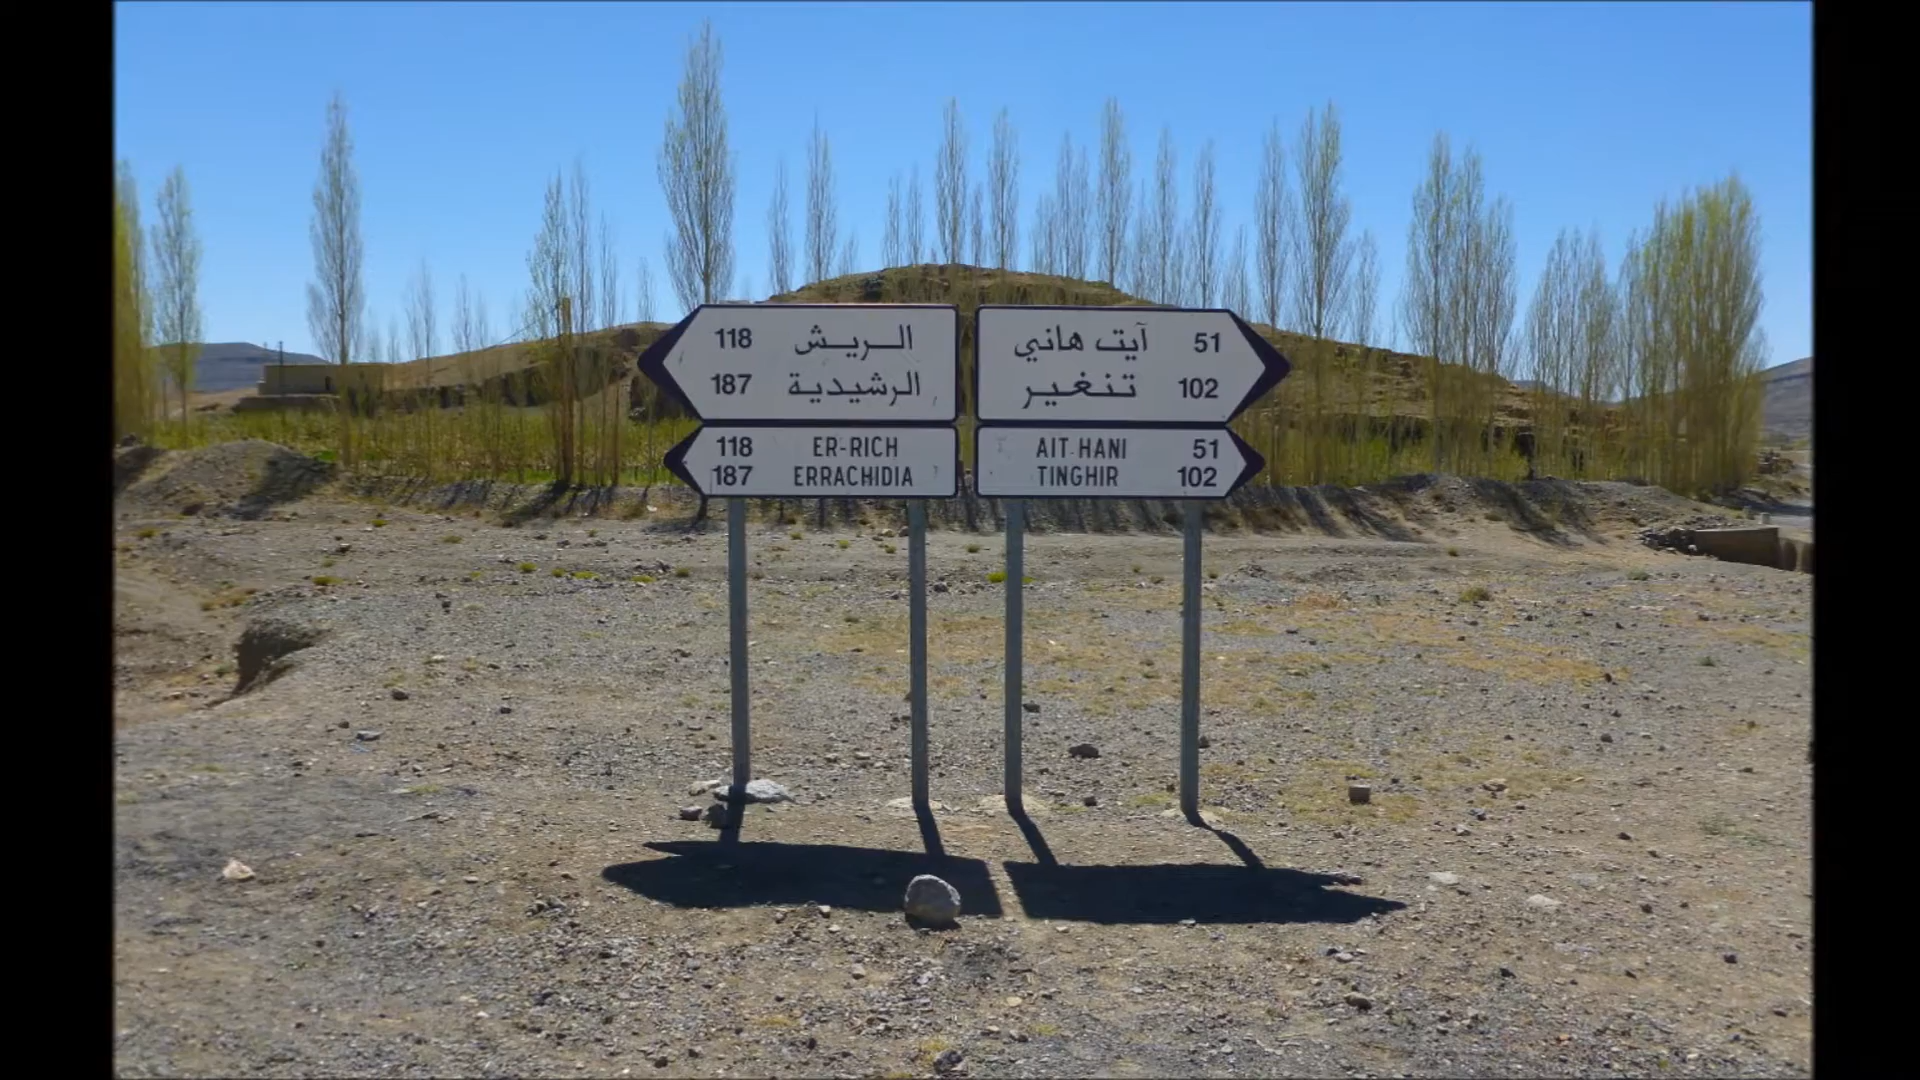 118 الريش
187 الرشيدية
118 ER-RICH
187 ERRACHIDIA
آيت هاني 51
تنغير 102
AIT-HANI 51
TINGHIR 102